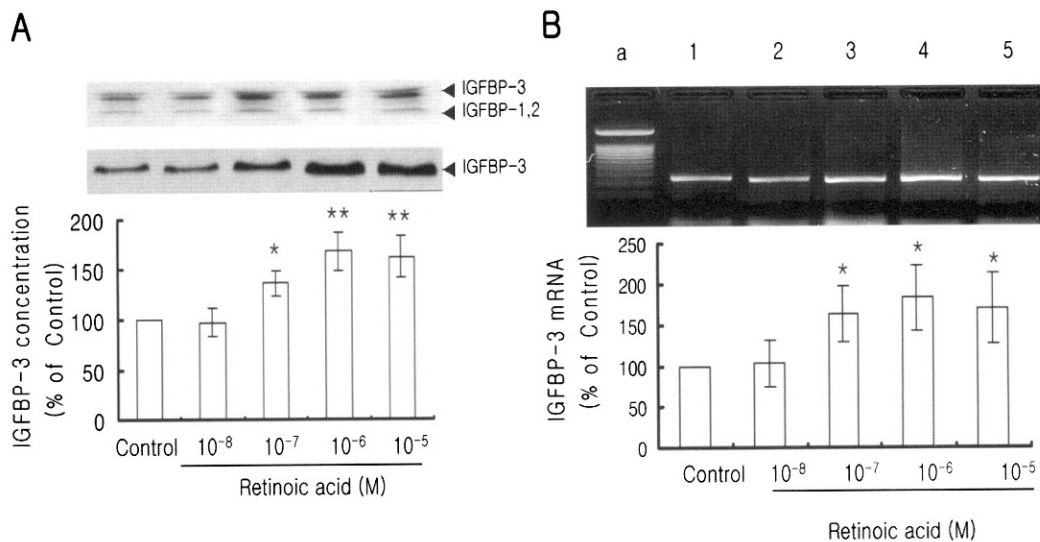 A
IGFBP-3
IGFBP-1,2
IGFBP-3
IGFBP-3 concentration
(% of Control)
200
150
100
50
0
* ** **
Control 10⁻⁸ 10⁻⁷ 10⁻⁶ 10⁻⁵
Retinoic acid (M)
B
a 1 2 3 4 5
IGFBP-3 mRNA
(% of Control)
250
200
150
100
50
0
* * *
Control 10⁻⁸ 10⁻⁷ 10⁻⁶ 10⁻⁵
Retinoic acid (M)